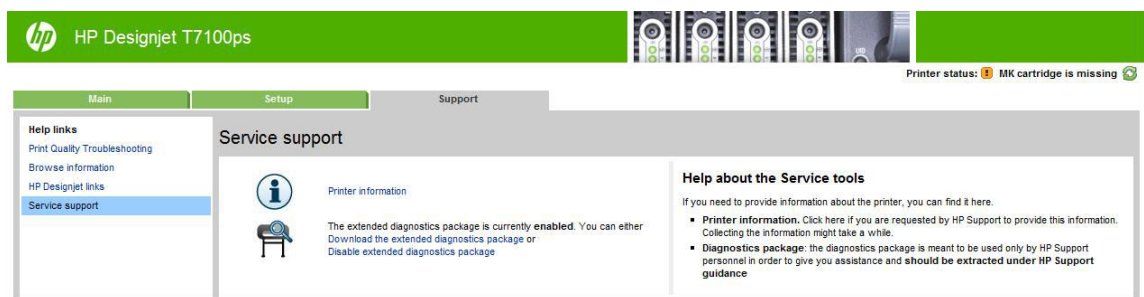 hp HP Designjet T7100ps
Printer status: MK cartridge is missing
Main Setup Support
Help links
Print Quality Troubleshooting
Browse information
HP Designjet links
Service support
Service support
Printer information
The extended diagnostics package is currently enabled. You can either
Download the extended diagnostics package or
Disable extended diagnostics package
Help about the Service tools
If you need to provide information about the printer, you can find it here.
▪ Printer information. Click here if you are requested by HP Support to provide this information.
Collecting the information might take a while.
▪ Diagnostics package: the diagnostics package is meant to be used only by HP Support
personnel in order to give you assistance and should be extracted under HP Support
guidance